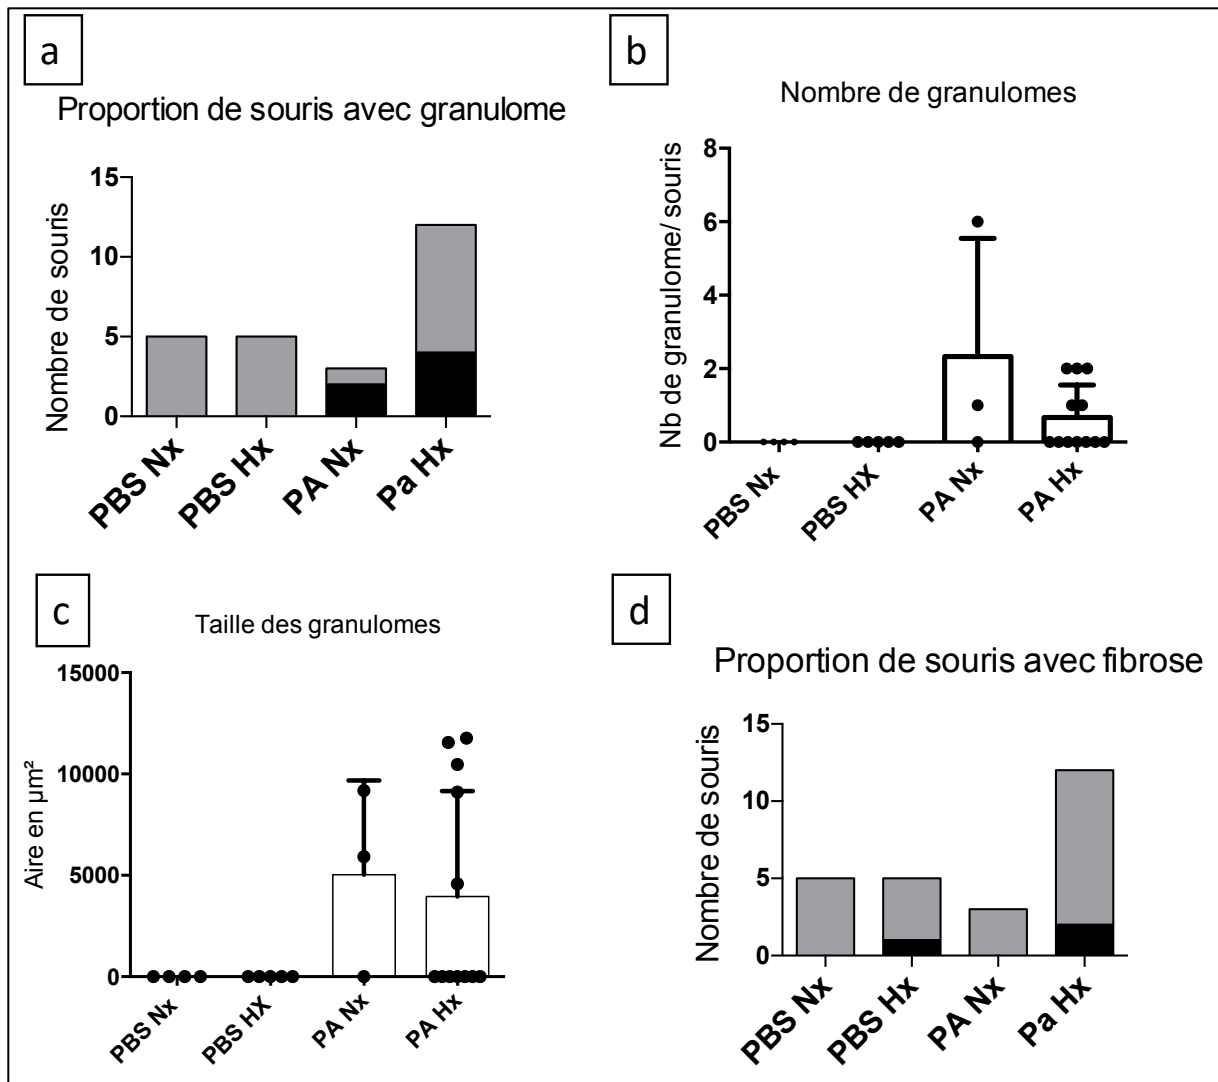 a
Proportion de souris avec granulome
Nombre de souris
15
10
5
0
PBS Nx
PBS Hx
PA Nx
Pa Hx
b
Nombre de granulomes
Nb de granulome/ souris
8
6
4
2
0
PBS Nx
PBS HX
PA Nx
PA Hx
c
Taille des granulomes
Aire en µm²
15000
10000
5000
0
PBS Nx
PBS HX
PA Nx
PA Hx
d
Proportion de souris avec fibrose
Nombre de souris
15
10
5
0
PBS Nx
PBS Hx
PA Nx
Pa Hx